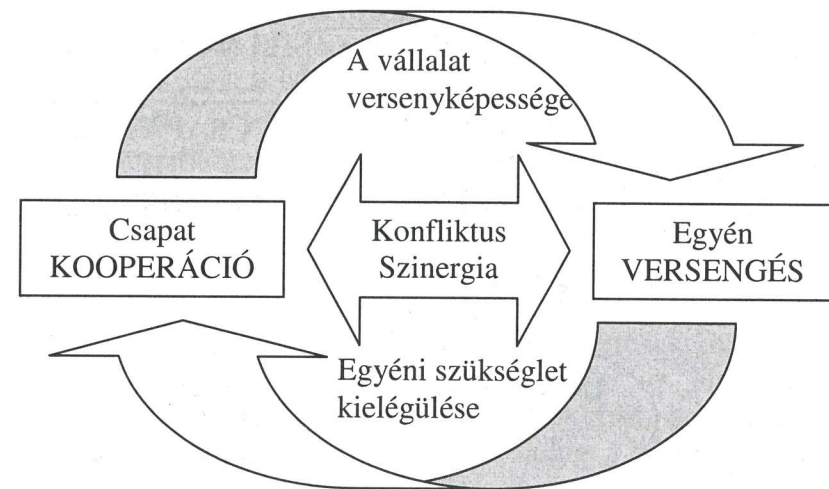 A vállalat
versenyképessége
Csapat
KOOPERÁCIÓ
Konfliktus
Szinergia
Egyén
VERSENGÉS
Egyéni szükséglet
kielégülése